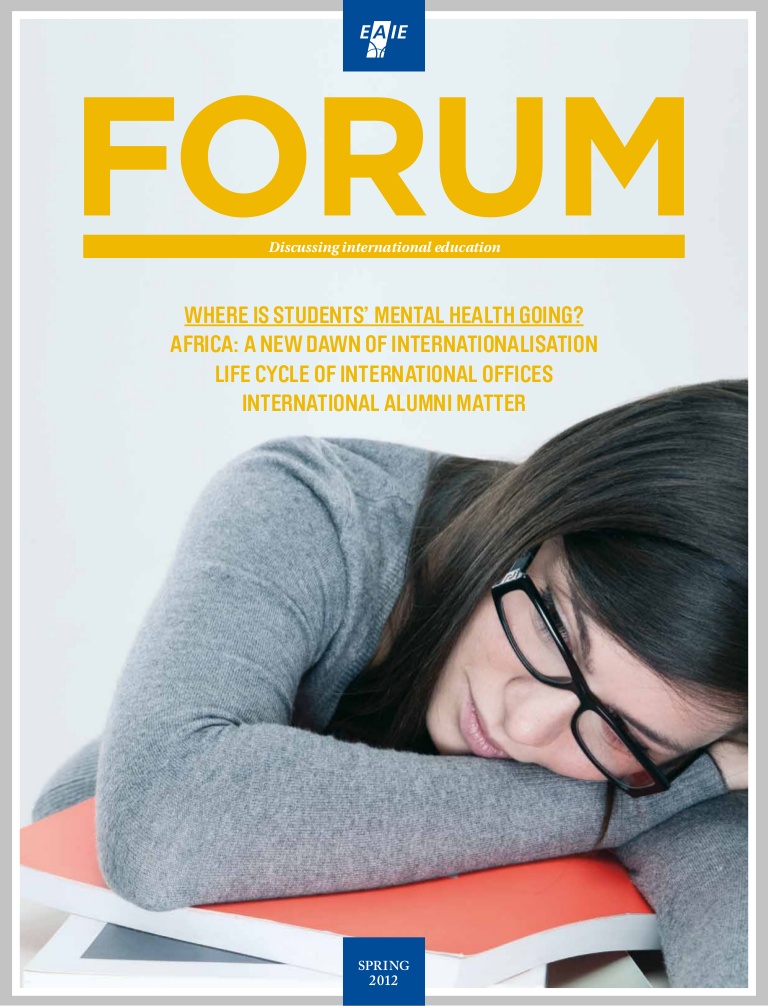 EAIE
FORUM
Discussing international education
WHERE IS STUDENTS’ MENTAL HEALTH GOING?
AFRICA: A NEW DAWN OF INTERNATIONALISATION
LIFE CYCLE OF INTERNATIONAL OFFICES
INTERNATIONAL ALUMNI MATTER
SPRING
2012